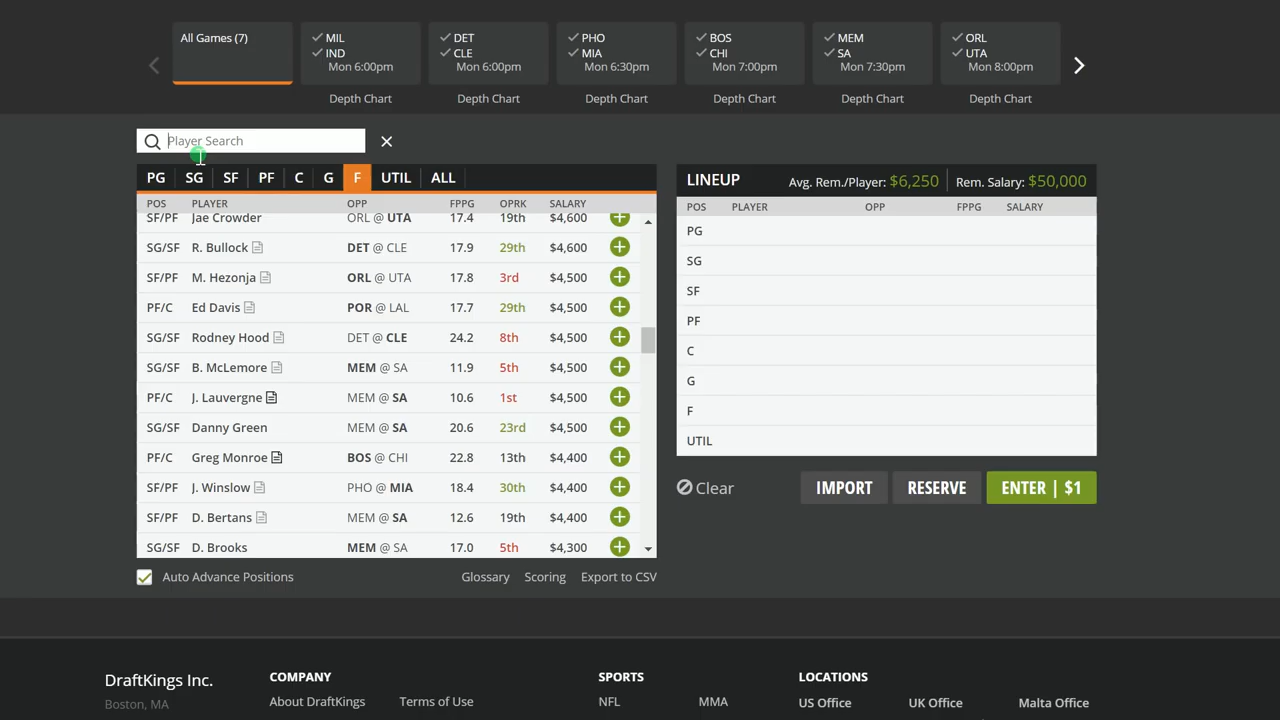 All Games (7)
MIL
IND
Mon 6:00pm
DET
CLE
Mon 6:00pm
PHO
MIA
Mon 6:30pm
BOS
CHI
Mon 7:00pm
MEM
SA
Mon 7:30pm
ORL
UTA
Mon 8:00pm
Depth Chart Depth Chart Depth Chart Depth Chart Depth Chart Depth Chart
Player Search
PG SG SF PF C G F UTIL ALL
POS PLAYER OPP FPPG OPRK SALARY
SF/PF Jae Crowder ORL @ UTA 17.4 19th $4,600
SG/SF R. Bullock DET @ CLE 17.9 29th $4,600
SF/PF M. Hezonja ORL @ UTA 17.8 3rd $4,500
PF/C Ed Davis POR @ LAL 17.7 29th $4,500
SG/SF Rodney Hood DET @ CLE 24.2 8th $4,500
SG/SF B. McLemore MEM @ SA 11.9 5th $4,500
PF/C J. Lauvergne MEM @ SA 10.6 1st $4,500
SG/SF Danny Green MEM @ SA 20.6 23rd $4,500
PF/C Greg Monroe BOS @ CHI 22.8 13th $4,400
SF/PF J. Winslow PHO @ MIA 18.4 30th $4,400
SF/PF D. Bertans MEM @ SA 12.6 19th $4,400
SG/SF D. Brooks MEM @ SA 17.0 5th $4,300
Auto Advance Positions Glossary Scoring Export to CSV
LINEUP Avg. Rem./Player: $6,250 Rem. Salary: $50,000
POS PLAYER OPP FPPG SALARY
PG
SG
SF
PF
C
G
F
UTIL
Clear IMPORT RESERVE ENTER | $1
DraftKings Inc.
Boston, MA
COMPANY
About DraftKings Terms of Use
SPORTS
NFL MMA
LOCATIONS
US Office UK Office Malta Office